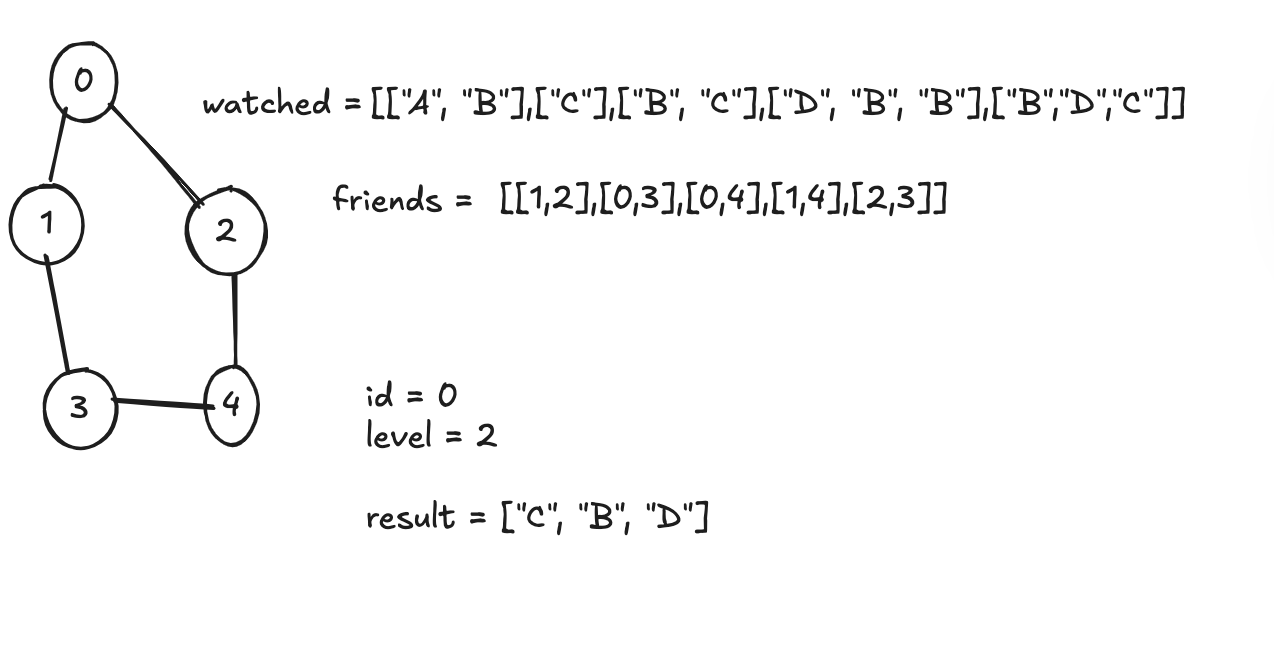 0
watched = [["A", "B"],["C"],["B", "C"],["D", "B", "B"],["B","D","C"]]
friends = [[1,2],[0,3],[0,4],[1,4],[2,3]]
1
2
id = 0
level = 2
3
4
result = ["C", "B", "D"]